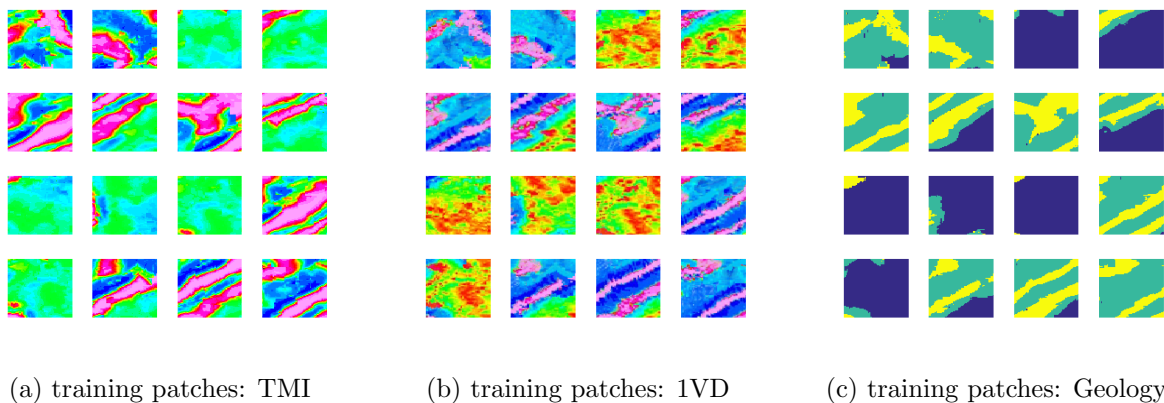 (a) training patches: TMI
(b) training patches: 1VD
(c) training patches: Geology